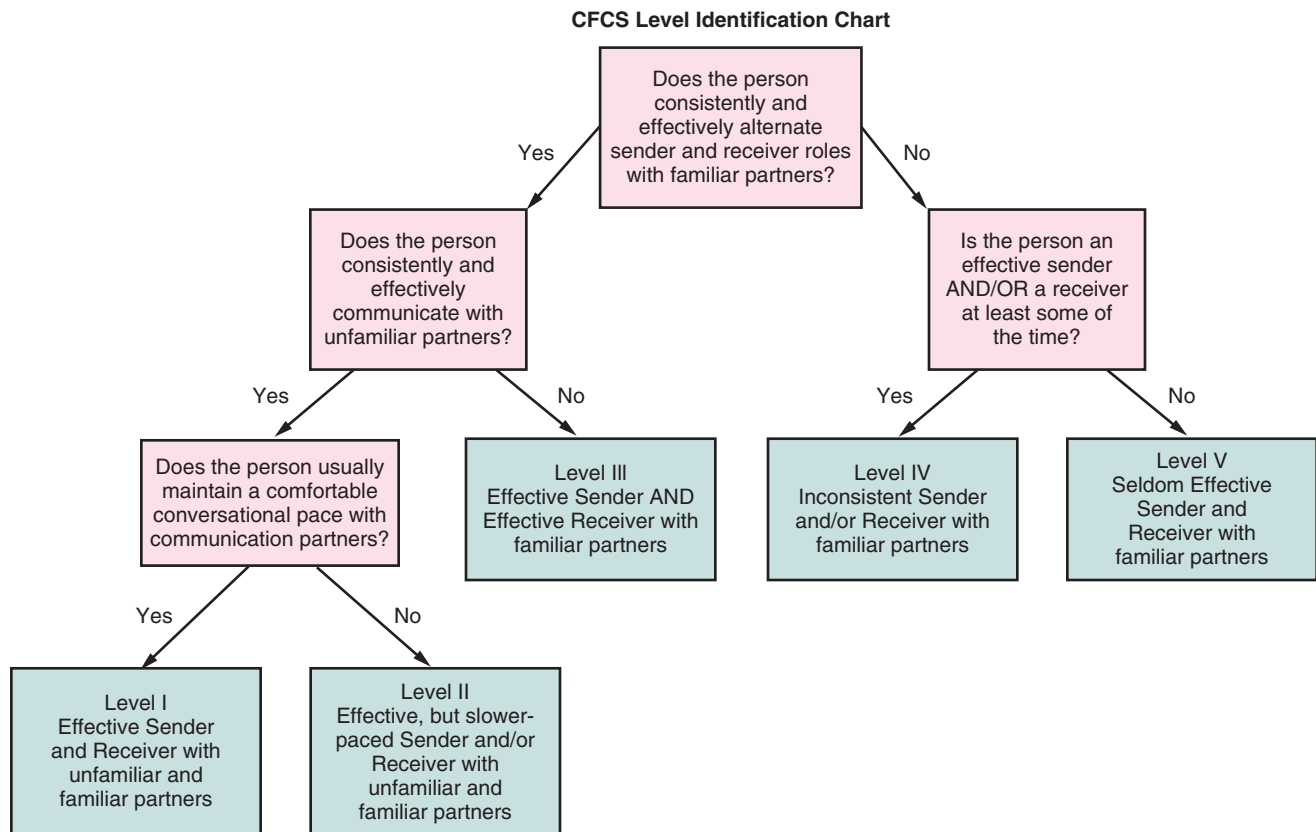 CFCS Level Identification Chart
Does the person
consistently and
effectively alternate
sender and receiver roles
with familiar partners?
Yes
No
Does the person
consistently and
effectively
communicate with
unfamiliar partners?
Is the person an
effective sender
AND/OR a receiver
at least some of
the time?
Yes
No
Yes
No
Does the person usually
maintain a comfortable
conversational pace with
communication partners?
Level III
Effective Sender AND
Effective Receiver with
familiar partners
Level IV
Inconsistent Sender
and/or Receiver with
familiar partners
Level V
Seldom Effective
Sender and
Receiver with
familiar partners
Yes
No
Level I
Effective Sender
and Receiver with
unfamiliar and
familiar partners
Level II
Effective, but slower-
paced Sender and/or
Receiver with
unfamiliar and
familiar partners